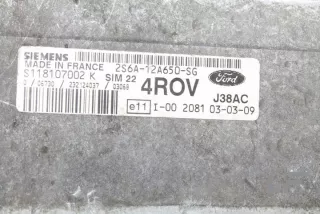 SIEMENS
MADE IN FRANCE 2S6A-12A650-SG
S118107002 K SIM 22
4ROV
Ford
J38AC
e11 I-00 2081 03-03-09